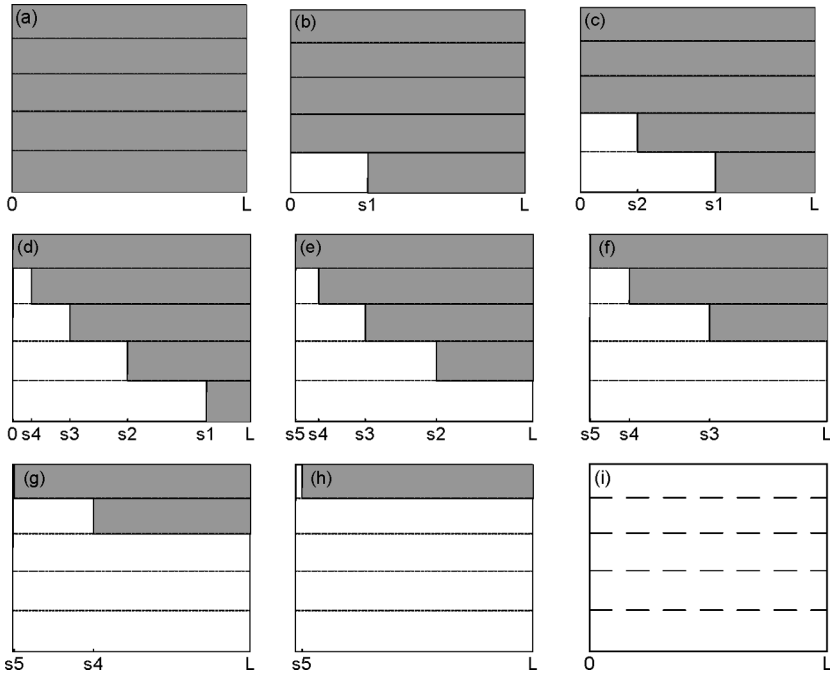 (a) (b) (c)
0 L 0 s1 L 0 s2 s1 L
(d) (e) (f)
0 s4 s3 s2 s1 L s5 s4 s3 s2 L s5 s4 s3 L
(g) (h) (i)
s5 s4 L s5 L 0 L